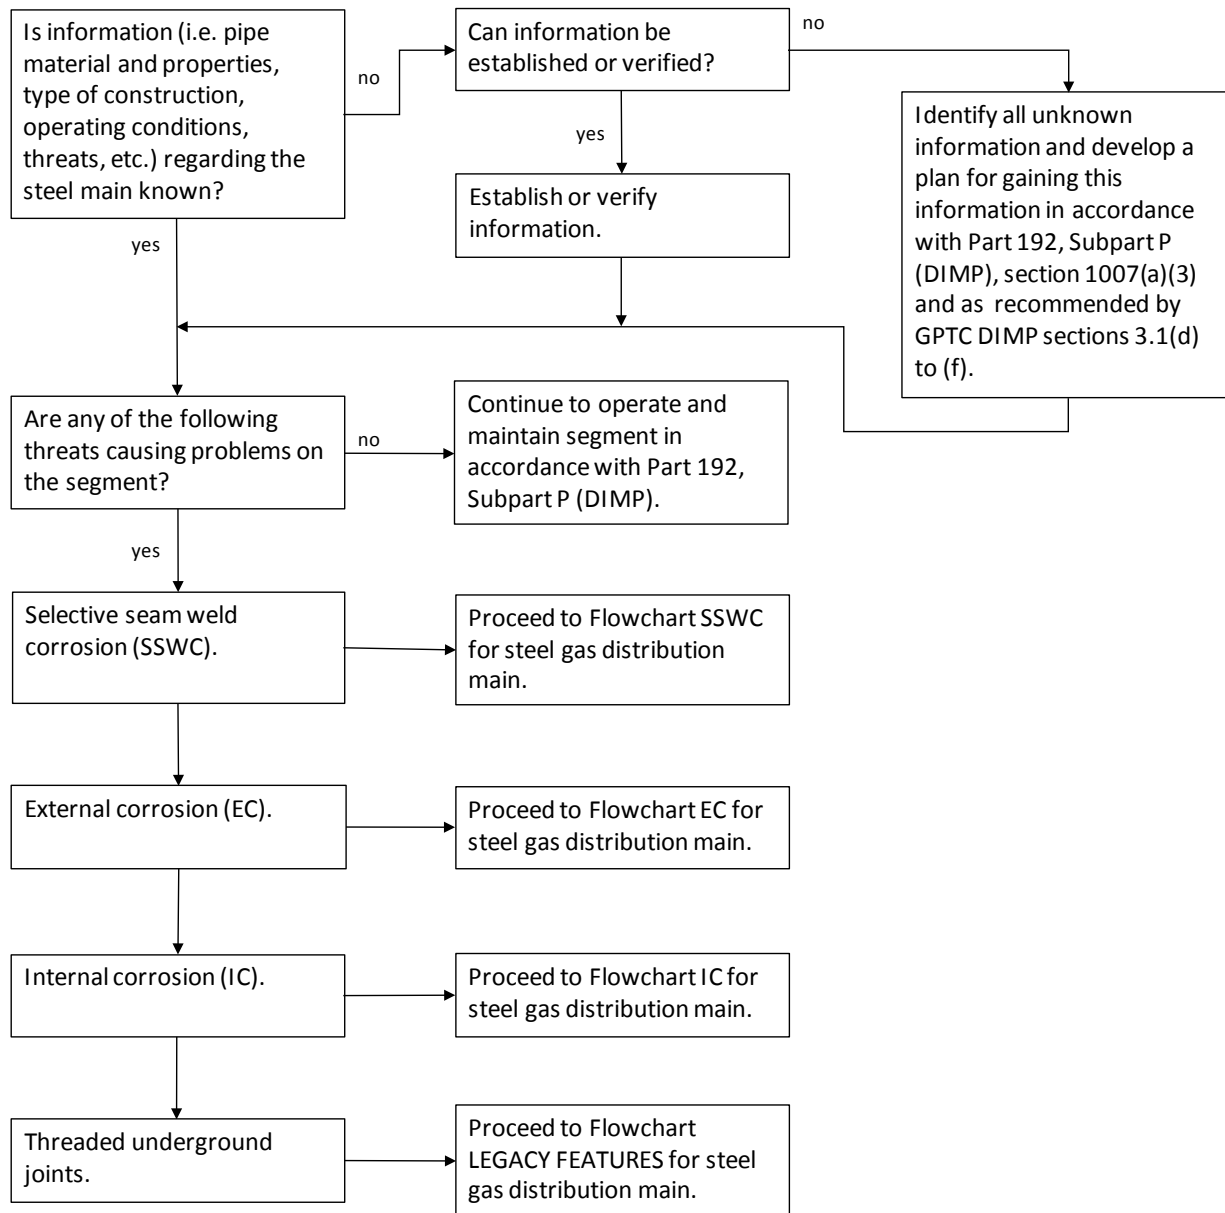 Is information (i.e. pipe
material and properties,
type of construction,
operating conditions,
threats, etc.) regarding the
steel main known?
no
Can information be
established or verified?
no
yes
Establish or verify
information.
Identify all unknown
information and develop a
plan for gaining this
information in accordance
with Part 192, Subpart P
(DIMP), section 1007(a)(3)
and as recommended by
GPTC DIMP sections 3.1(d)
to (f).
yes
Are any of the following
threats causing problems on
the segment?
no
Continue to operate and
maintain segment in
accordance with Part 192,
Subpart P (DIMP).
yes
Selective seam weld
corrosion (SSWC).
Proceed to Flowchart SSWC
for steel gas distribution
main.
External corrosion (EC).
Proceed to Flowchart EC for
steel gas distribution main.
Internal corrosion (IC).
Proceed to Flowchart IC for
steel gas distribution main.
Threaded underground
joints.
Proceed to Flowchart
LEGACY FEATURES for steel
gas distribution main.